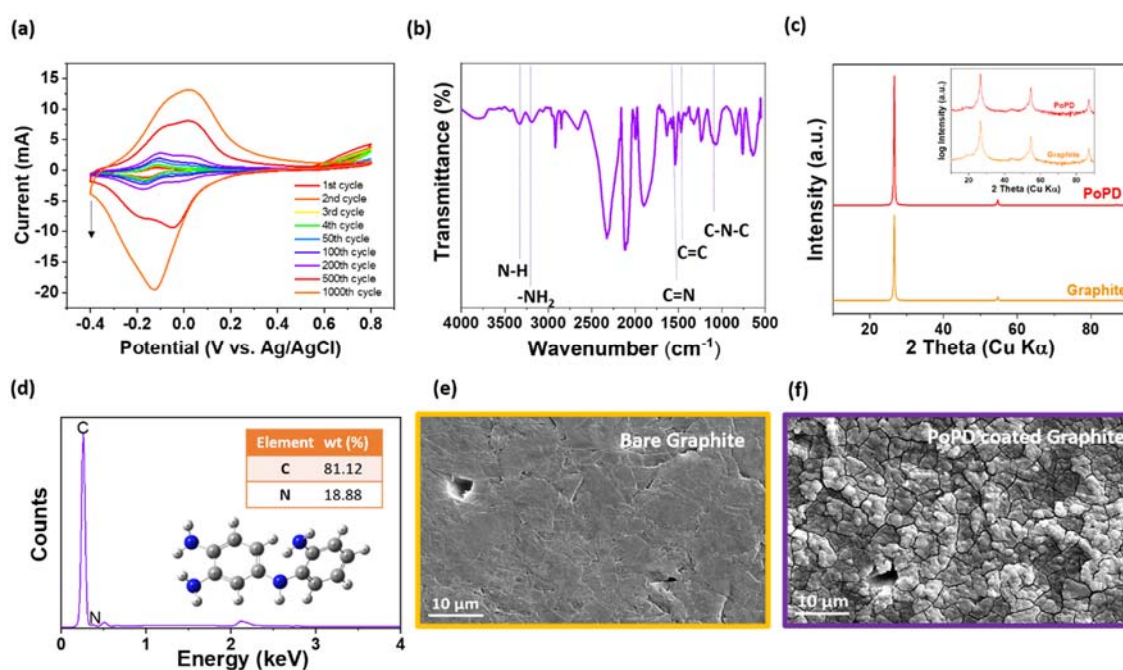 (a)
Current (mA)
15
10
5
0
-5
-10
-15
-20
-0.4
-0.2
0.0
0.2
0.4
0.6
0.8
Potential (V vs. Ag/AgCl)
1st cycle
2nd cycle
3rd cycle
4th cycle
50th cycle
100th cycle
200th cycle
500th cycle
1000th cycle
(b)
Transmittance (%)
N-H
-NH2
C=N
C=C
C-N-C
4000 3500 3000 2500 2000 1500 1000 500
Wavenumber (cm-1)
(c)
Intensity (a.u.)
log Intensity (a.u.)
PoPD
Graphite
20 40 60 80
2 Theta (Cu Kα)
PoPD
Graphite
20 40 60 80
2 Theta (Cu Kα)
(d)
Counts
C
N
Element wt (%)
C 81.12
N 18.88
0 1 2 3 4
Energy (keV)
(e)
Bare Graphite
10 μm
(f)
PoPD coated Graphite
10 μm